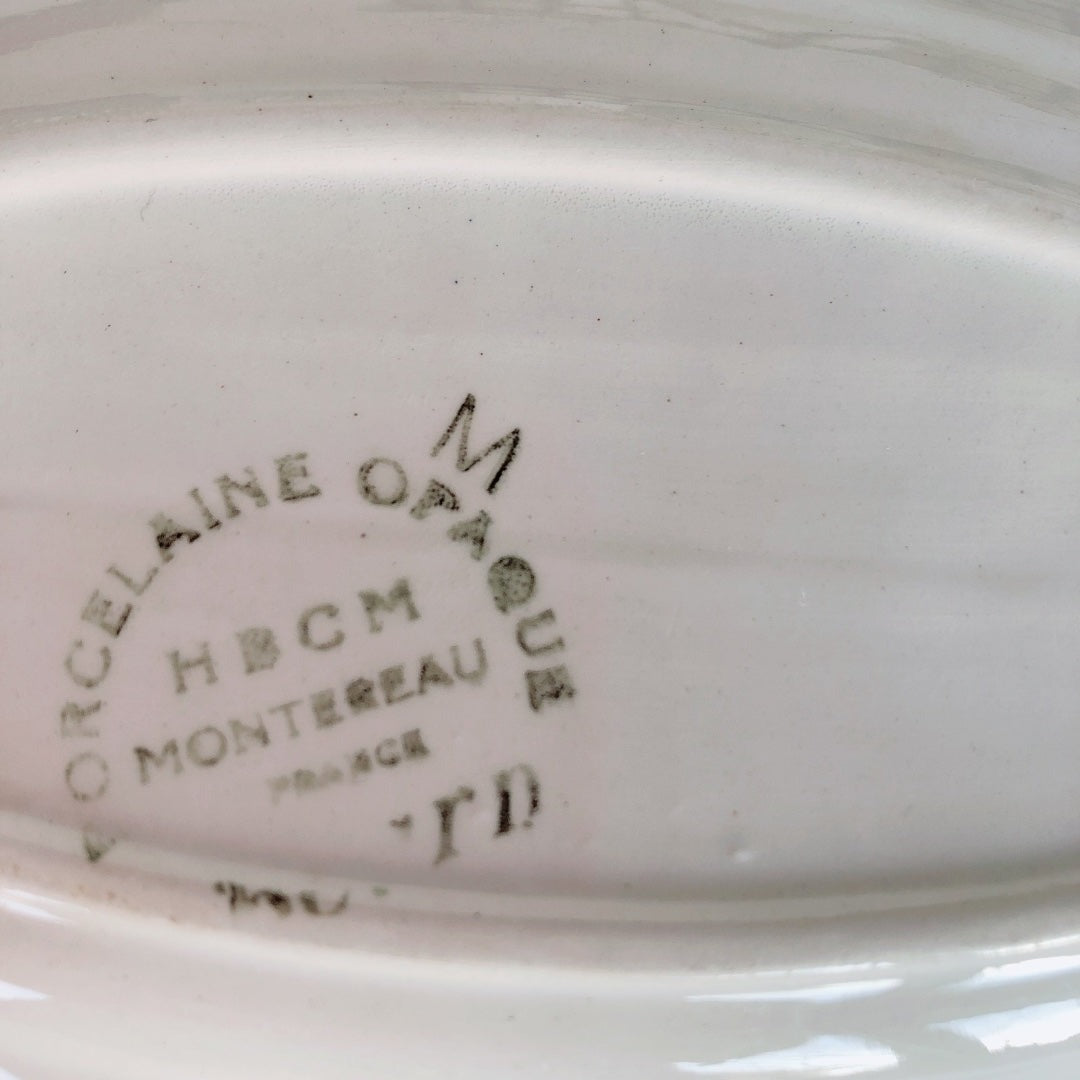 M
PORCELAINE OPAQUE
HBCM
MONTEREAU
FRANCE